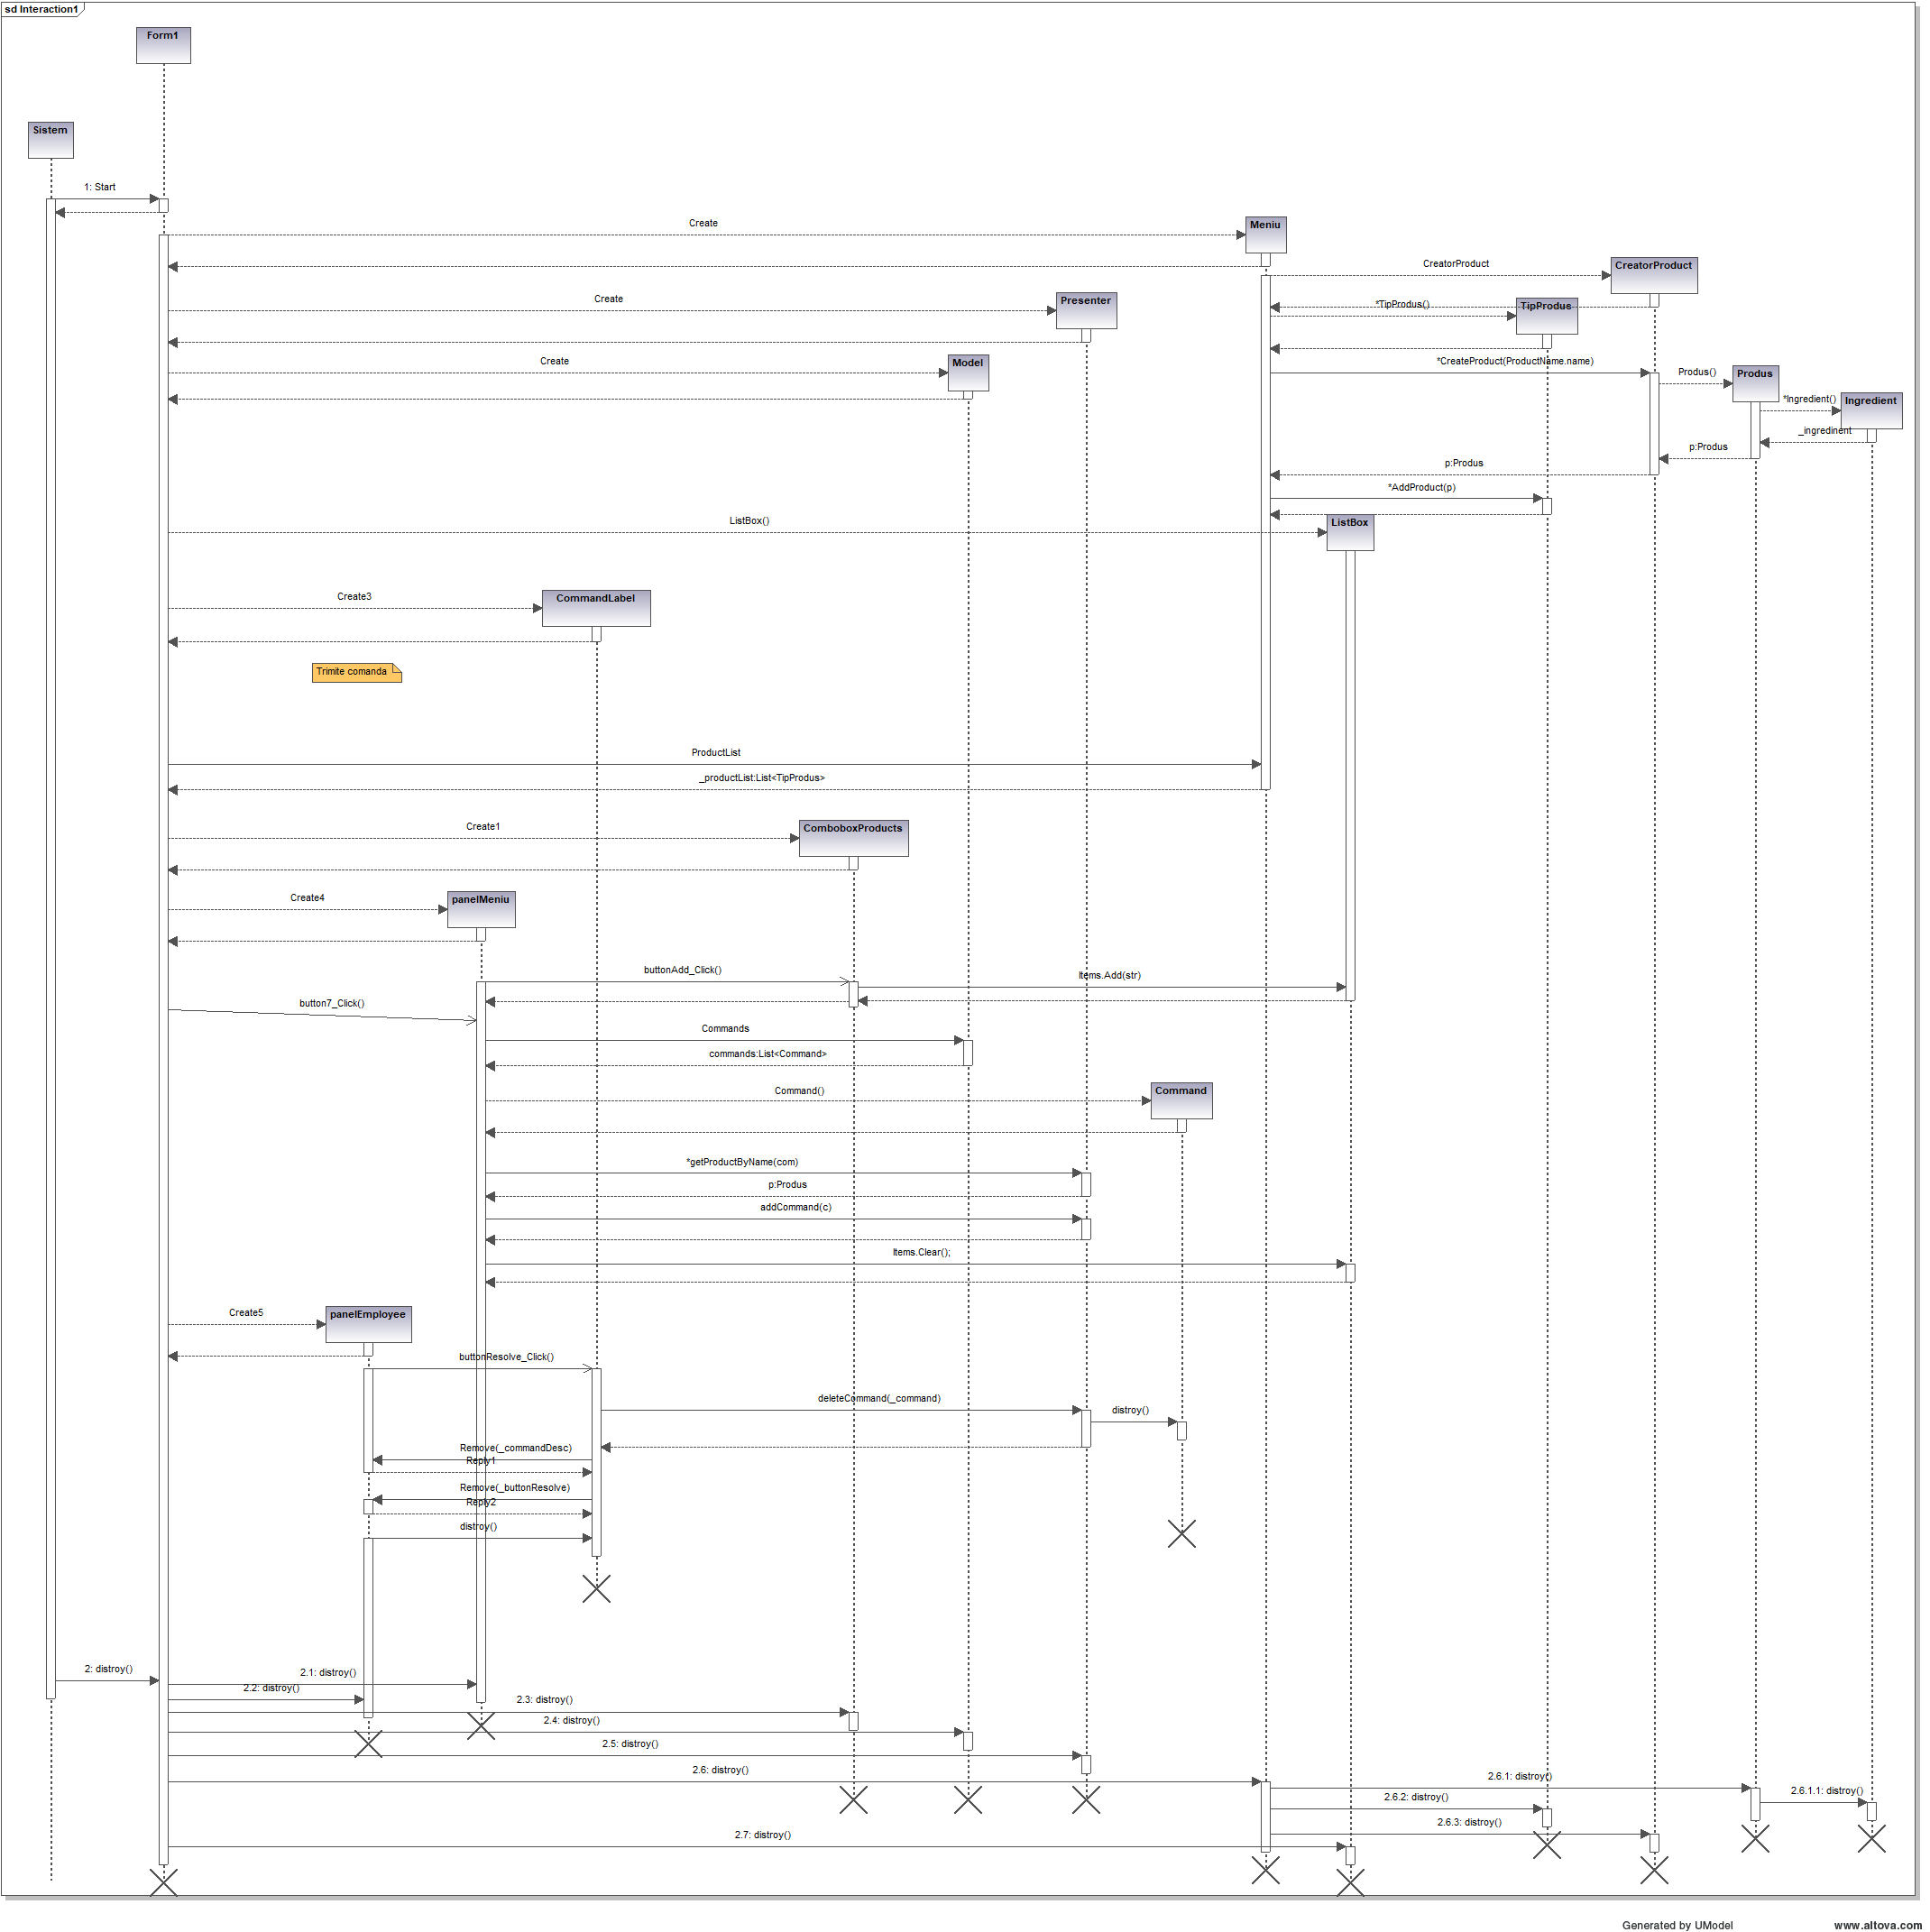 sd Interaction1
Form1
Sistem
1: Start
Create
Meniu
CreatorProduct
CreatorProduct
Create
Presenter
*TipProdus()
TipProdus
Create
Model
*CreateProduct(ProductName.name)
Produs()
Produs
*Ingredient()
Ingredient
_ingredinent
p:Produs
p:Produs
*AddProduct(p)
ListBox()
ListBox
Create3
CommandLabel
Trimite comanda
ProductList
_productList:List<TipProdus>
Create1
ComboboxProducts
Create4
panelMeniu
buttonAdd_Click()
Items.Add(str)
button7_Click()
Commands
commands:List<Command>
Command()
Command
*getProductByName(com)
p:Produs
addCommand(c)
Items.Clear();
Create5
panelEmployee
buttonResolve_Click()
deleteCommand(_command)
distroy()
Remove(_commandDesc)
Reply1
Remove(_buttonResolve)
Reply2
distroy()
2: distroy()
2.1: distroy()
2.2: distroy()
2.3: distroy()
2.4: distroy()
2.5: distroy()
2.6: distroy()
2.6.1: distroy()
2.6.1.1: distroy()
2.6.2: distroy()
2.6.3: distroy()
2.7: distroy()
Generated by UModel
www.altova.com